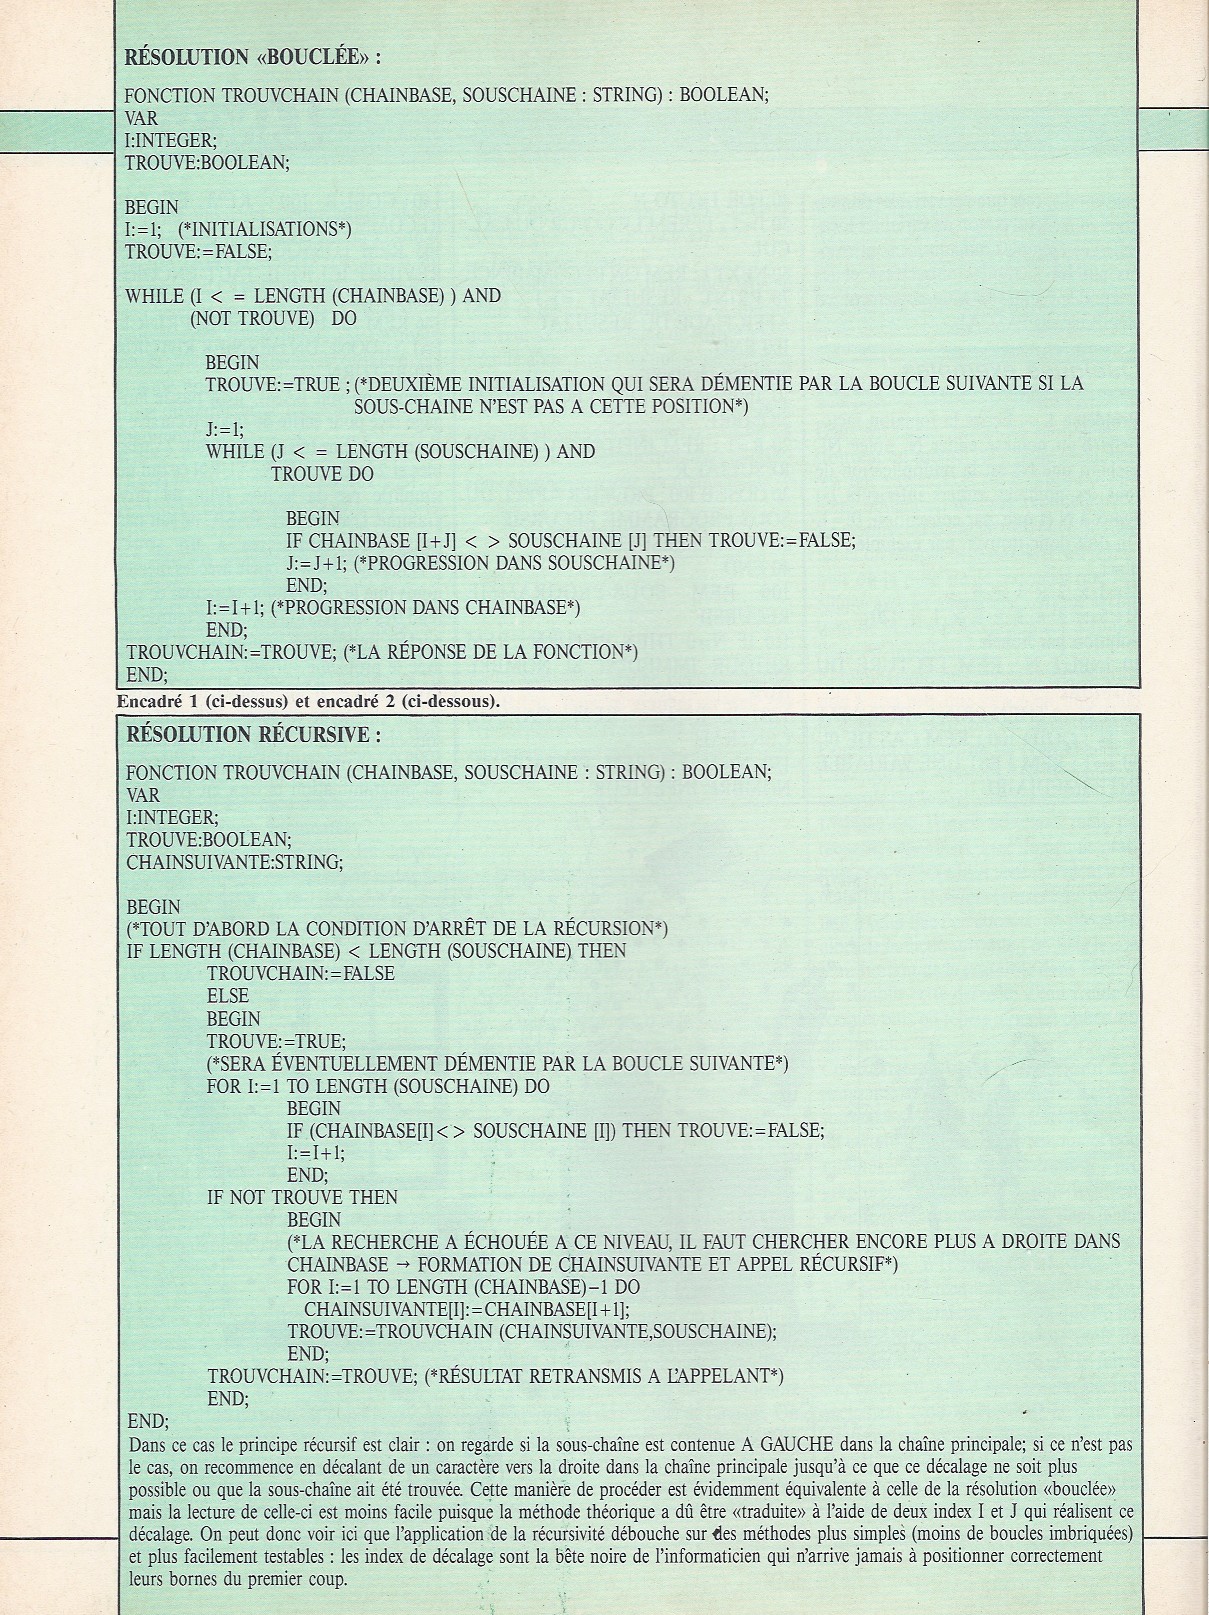 RÉSOLUTION «BOUCLÉE» :
FONCTION TROUVCHAIN (CHAINBASE, SOUSCHAINE : STRING) : BOOLEAN;
VAR
I:INTEGER;
TROUVE:BOOLEAN;
BEGIN
I:=1; (*INITIALISATIONS*)
TROUVE:=FALSE;
WHILE (I < = LENGTH (CHAINBASE) ) AND
(NOT TROUVE) DO
BEGIN
TROUVE:=TRUE ; (*DEUXIÈME INITIALISATION QUI SERA DÉMENTIE PAR LA BOUCLE SUIVANTE SI LA
SOUS-CHAINE N'EST PAS A CETTE POSITION*)
J:=1;
WHILE (J < = LENGTH (SOUSCHAINE) ) AND
TROUVE DO
BEGIN
IF CHAINBASE [I+J] < > SOUSCHAINE [J] THEN TROUVE:=FALSE;
J:=J+1; (*PROGRESSION DANS SOUSCHAINE*)
END;
I:=I+1; (*PROGRESSION DANS CHAINBASE*)
END;
TROUVCHAIN:=TROUVE; (*LA RÉPONSE DE LA FONCTION*)
END;
Encadré 1 (ci-dessus) et encadré 2 (ci-dessous).
RÉSOLUTION RÉCURSIVE :
FONCTION TROUVCHAIN (CHAINBASE, SOUSCHAINE : STRING) : BOOLEAN;
VAR
I:INTEGER;
TROUVE:BOOLEAN;
CHAINSUIVANTE:STRING;
BEGIN
(*TOUT D'ABORD LA CONDITION D'ARRÊT DE LA RÉCURSION*)
IF LENGTH (CHAINBASE) < LENGTH (SOUSCHAINE) THEN
TROUVCHAIN:=FALSE
ELSE
BEGIN
TROUVE:=TRUE;
(*SERA ÉVENTUELLEMENT DÉMENTIE PAR LA BOUCLE SUIVANTE*)
FOR I:=1 TO LENGTH (SOUSCHAINE) DO
BEGIN
IF (CHAINBASE[I]< > SOUSCHAINE [I]) THEN TROUVE:=FALSE;
I:=I+1;
END;
IF NOT TROUVE THEN
BEGIN
(*LA RECHERCHE A ÉCHOUÉE A CE NIVEAU, IL FAUT CHERCHER ENCORE PLUS A DROITE DANS
CHAINBASE → FORMATION DE CHAINSUIVANTE ET APPEL RÉCURSIF*)
FOR I:=1 TO LENGTH (CHAINBASE)−1 DO
CHAINSUIVANTE[I]:=CHAINBASE[I+1];
TROUVE:=TROUVCHAIN (CHAINSUIVANTE,SOUSCHAINE);
END;
TROUVCHAIN:=TROUVE; (*RÉSULTAT RETRANSMIS A L'APPELANT*)
END;
END;
Dans ce cas le principe récursif est clair : on regarde si la sous-chaîne est contenue A GAUCHE dans la chaîne principale; si ce n'est pas
le cas, on recommence en décalant de un caractère vers la droite dans la chaîne principale jusqu'à ce que ce décalage ne soit plus
possible ou que la sous-chaîne ait été trouvée. Cette manière de procéder est évidemment équivalente à celle de la résolution «bouclée»
mais la lecture de celle-ci est moins facile puisque la méthode théorique a dû être «traduite» à l'aide de deux index I et J qui réalisent ce
décalage. On peut donc voir ici que l'application de la récursivité débouche sur des méthodes plus simples (moins de boucles imbriquées)
et plus facilement testables : les index de décalage sont la bête noire de l'informaticien qui n'arrive jamais à positionner correctement
leurs bornes du premier coup.